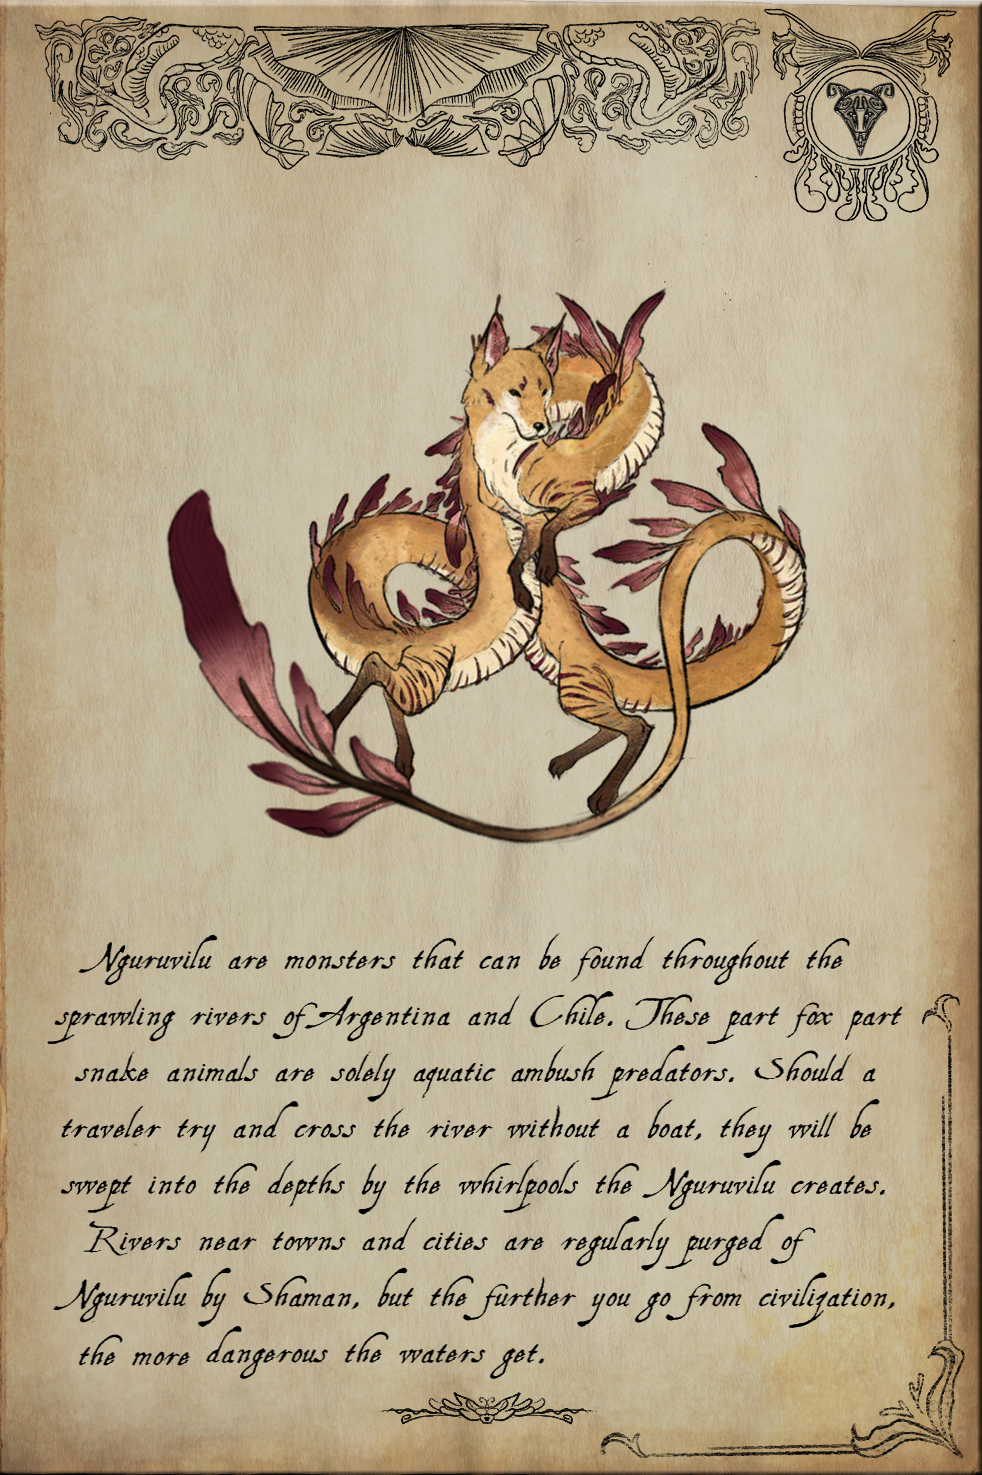 Nguruvilu are monsters that can be found throughout the
sprawling rivers of Argentina and Chile. These part fox part
snake animals are solely aquatic ambush predators. Should a
traveler try and cross the river without a boat, they will be
swept into the depths by the whirlpools the Nguruvilu creates.
Rivers near towns and cities are regularly purged of
Nguruvilu by Shaman, but the further you go from civilization,
the more dangerous the waters get.